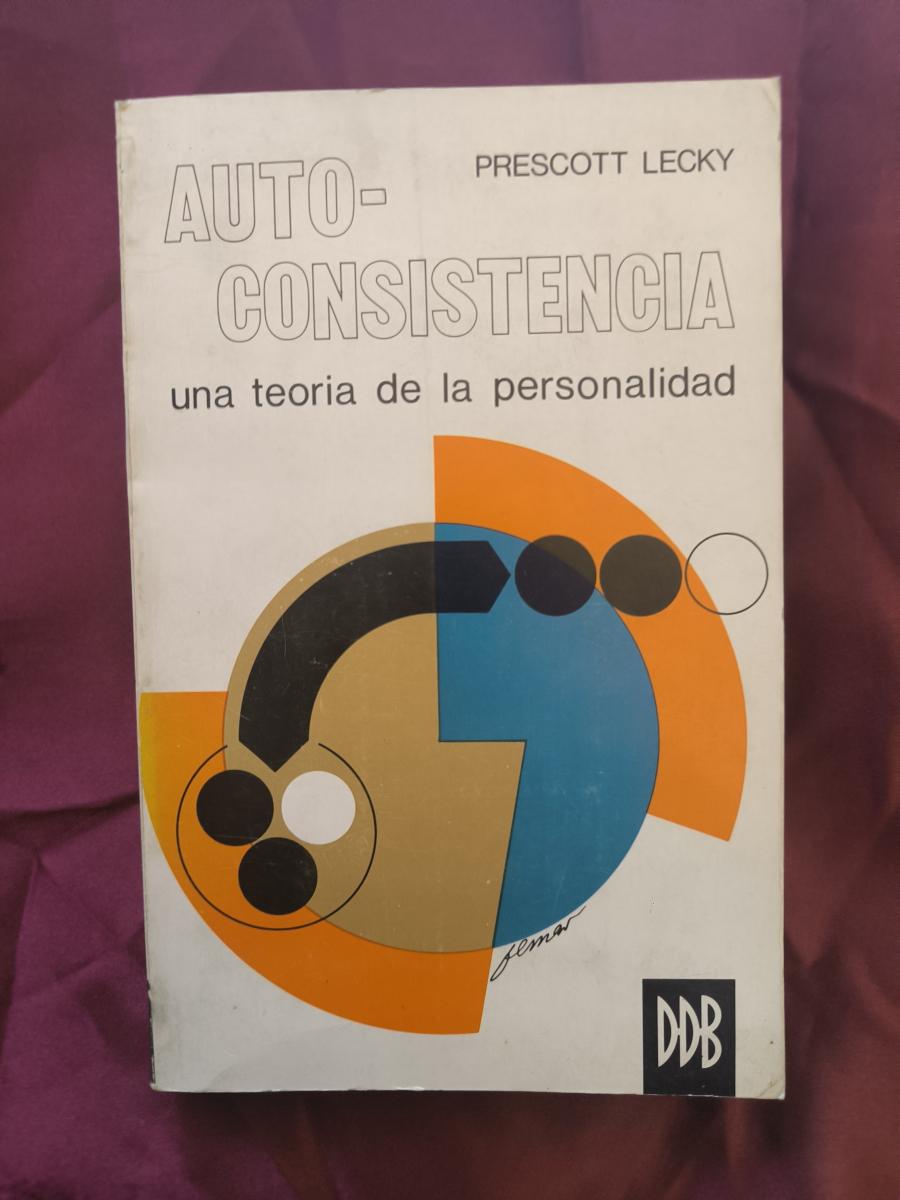 PRESCOTT LECKY
AUTO-
CONSISTENCIA
una teoria de la personalidad
DDB